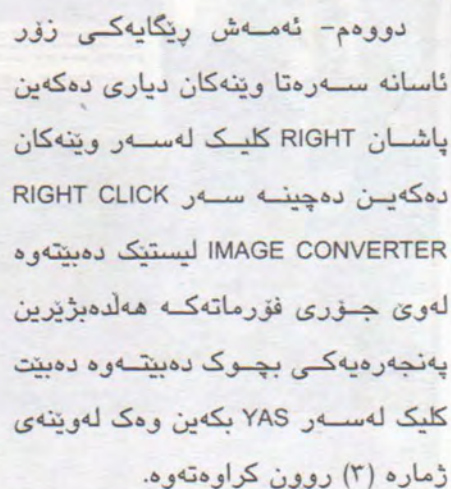 دووەم- ئەمەش ڕێگایەکی زۆر
ئاسانە سەرەتا وێنەکان دیاری دەکەین
پاشان RIGHT کلیک لەسەر وێنەکان
دەکەین دەچینە سەر RIGHT CLICK
IMAGE CONVERTER لیستێک دەبێتەوە
لەوێ جۆری فۆرماتەکە هەڵدەبژێرین
پەنجەرەیەکی بچوک دەبێتەوە دەبێت
کلیک لەسەر YAS بکەین وەک لەوێنەی
ژمارە (٣) روون کراوەتەوە.